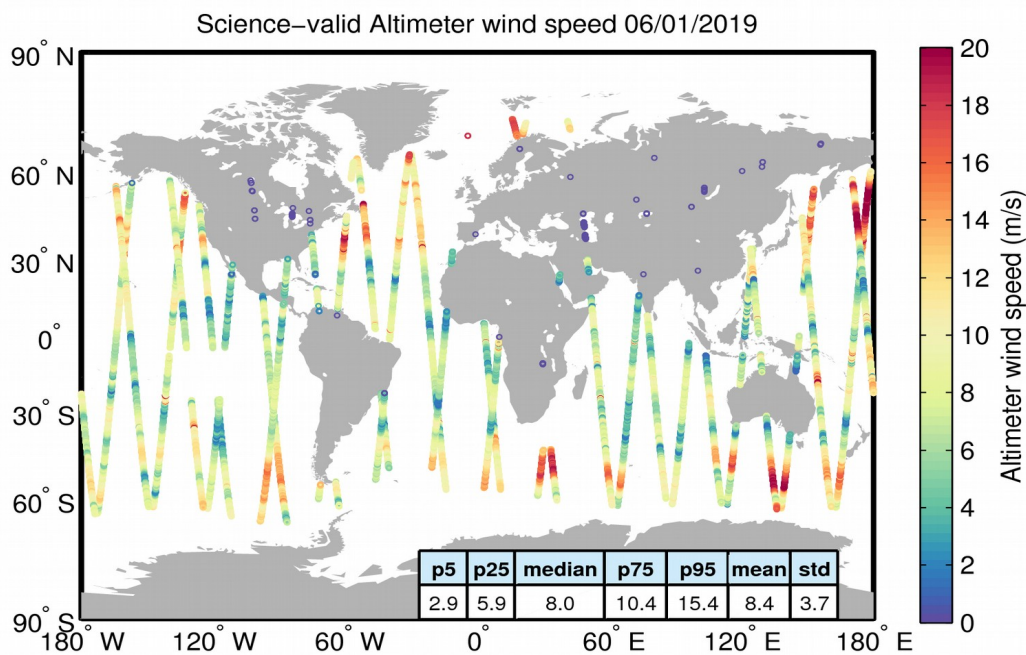 Science−valid Altimeter wind speed 06/01/2019
90° N
60° N
30° N
0°
30° S
60° S
90° S
180° W
120° W
60° W
0°
60° E
120° E
180° E
p5 p25 median p75 p95 mean std
2.9 5.9 8.0 10.4 15.4 8.4 3.7
20
18
16
14
12
10
8
6
4
2
0
Altimeter wind speed (m/s)